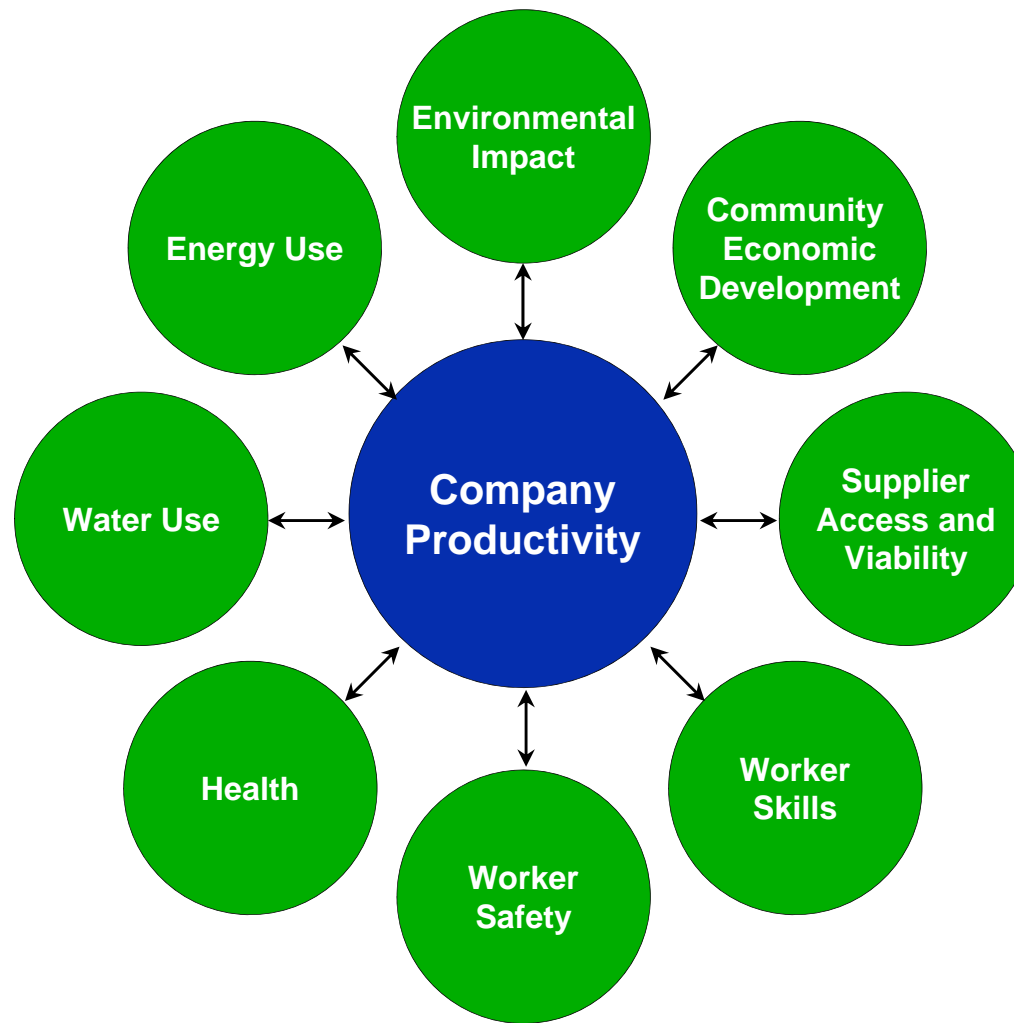 Environmental
Impact
Community
Economic
Development
Energy Use
Supplier
Access and
Viability
Company
Productivity
Water Use
Worker
Skills
Health
Worker
Safety